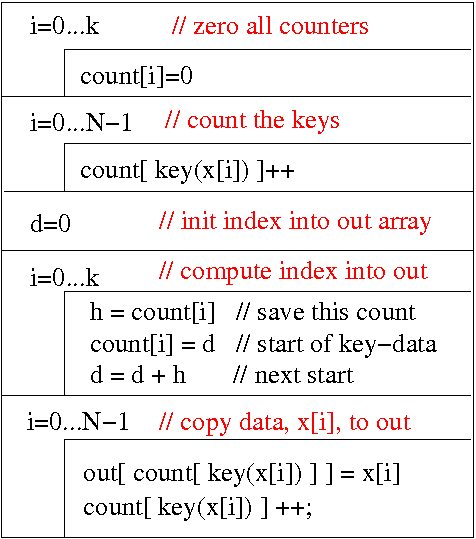 i=0...k // zero all counters
count[i]=0
i=0...N−1 // count the keys
count[ key(x[i]) ]++
d=0 // init index into out array
i=0...k // compute index into out
h = count[i] // save this count
count[i] = d // start of key−data
d = d + h // next start
i=0...N−1 // copy data, x[i], to out
out[ count[ key(x[i]) ] ] = x[i]
count[ key(x[i]) ] ++;